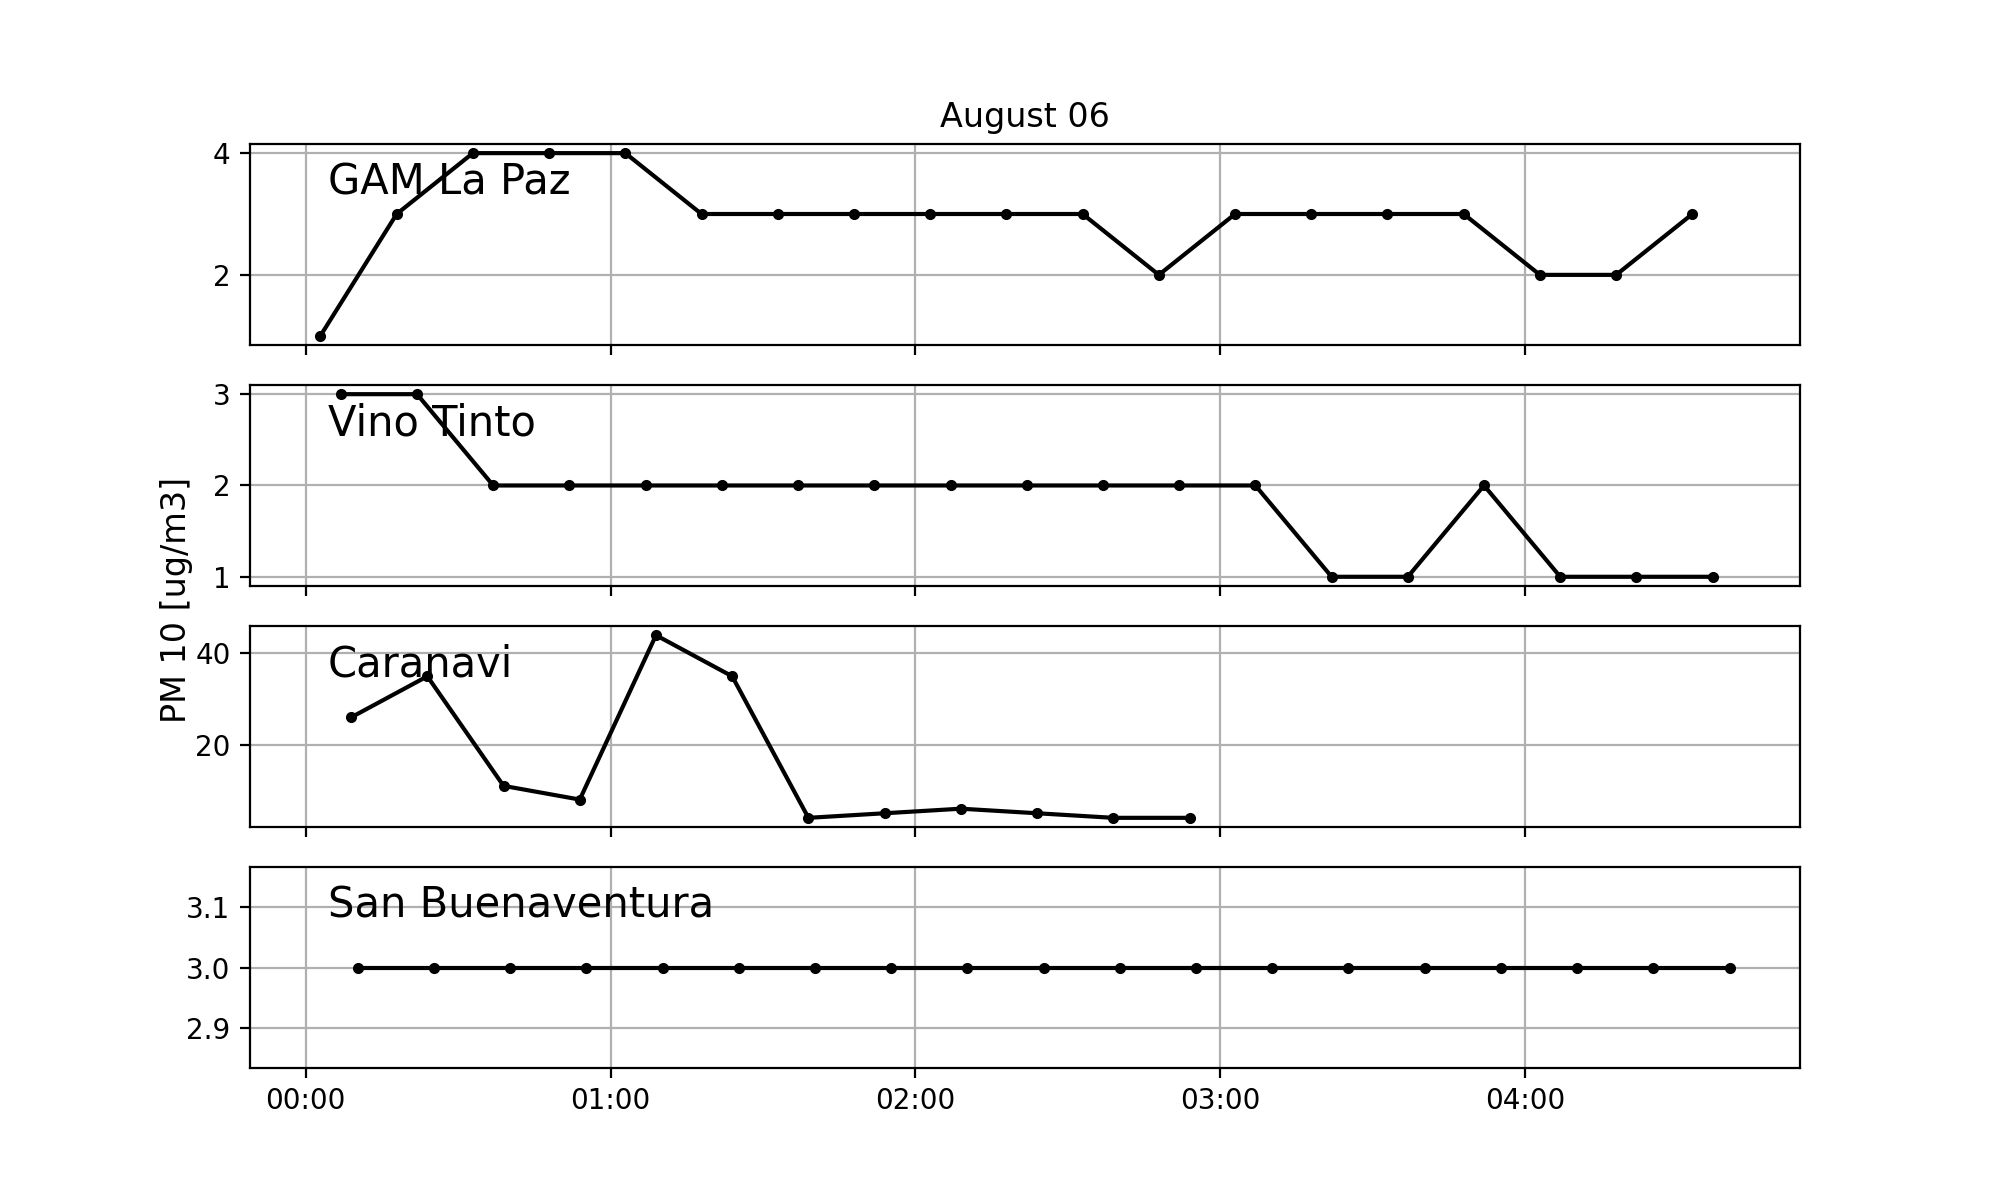 August 06
PM 10 [ug/m3]
GAM La Paz
4
2
Vino Tinto
3
2
1
Caranavi
40
20
San Buenaventura
3.1
3.0
2.9
00:00 01:00 02:00 03:00 04:00